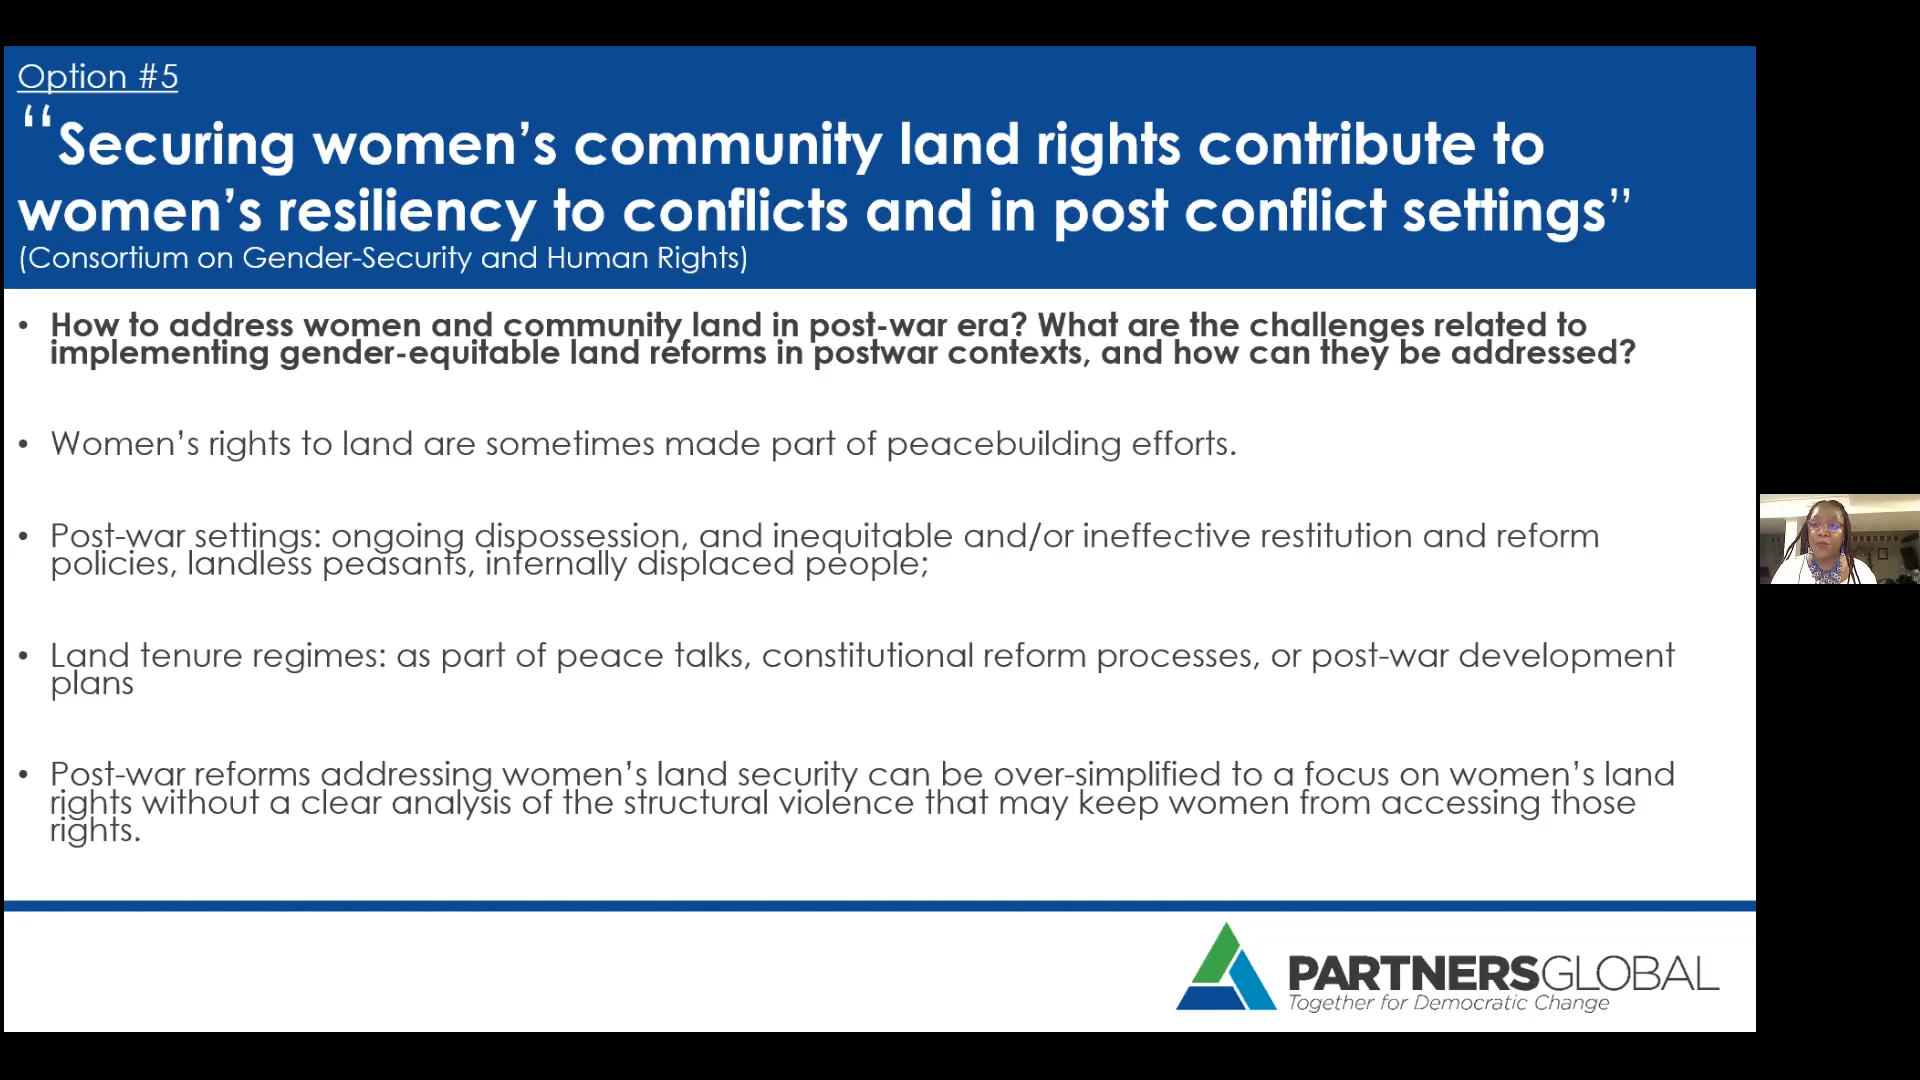 Option #5
“Securing women’s community land rights contribute to
women’s resiliency to conflicts and in post conflict settings”
(Consortium on Gender-Security and Human Rights)
• How to address women and community land in post-war era? What are the challenges related to
implementing gender-equitable land reforms in postwar contexts, and how can they be addressed?
• Women’s rights to land are sometimes made part of peacebuilding efforts.
• Post-war settings: ongoing dispossession, and inequitable and/or ineffective restitution and reform
policies, landless peasants, internally displaced people;
• Land tenure regimes: as part of peace talks, constitutional reform processes, or post-war development
plans
• Post-war reforms addressing women’s land security can be over-simplified to a focus on women’s land
rights without a clear analysis of the structural violence that may keep women from accessing those
rights.
PARTNERSGLOBAL
Together for Democratic Change